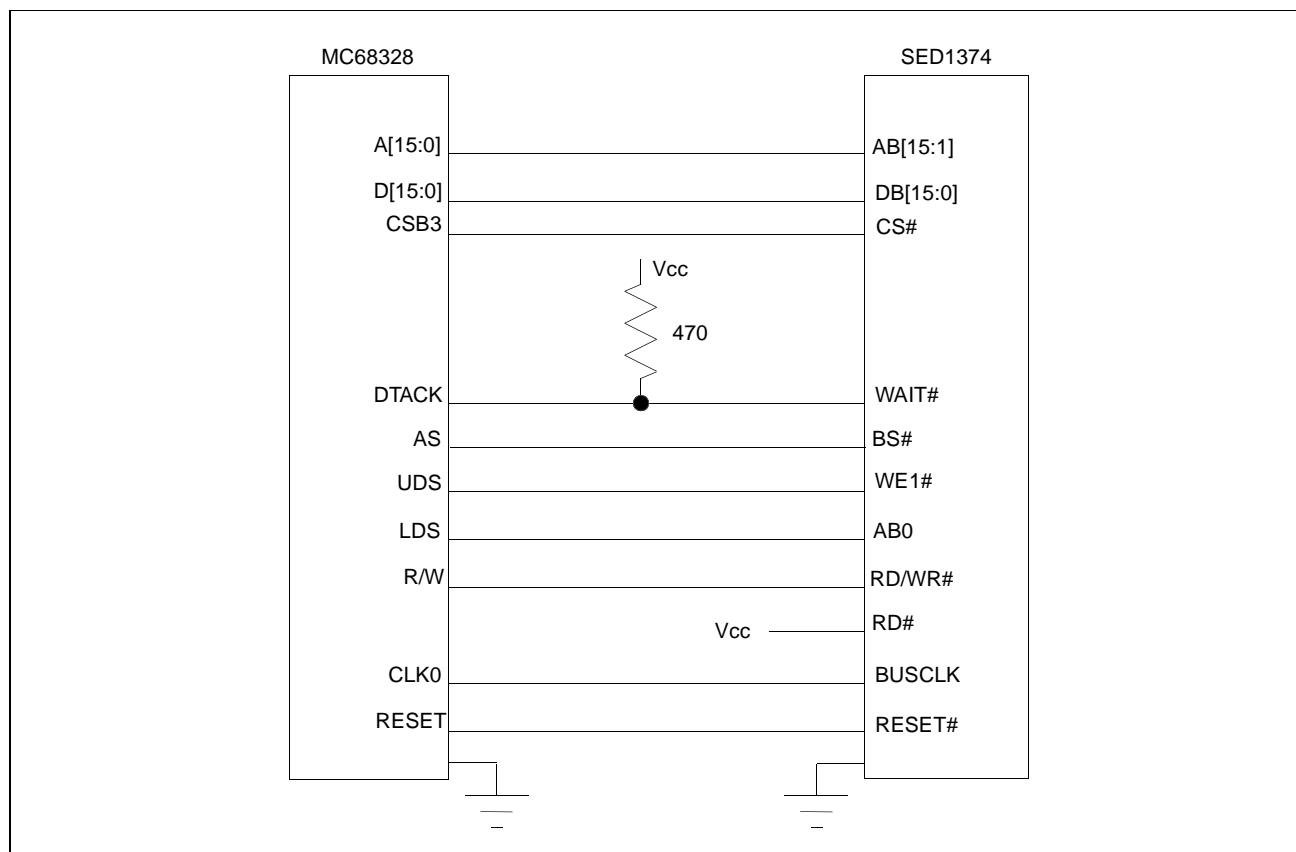 MC68328 SED1374
A[15:0] AB[15:1]
D[15:0] DB[15:0]
CSB3 CS#
Vcc
470
DTACK WAIT#
AS BS#
UDS WE1#
LDS AB0
R/W RD/WR#
Vcc RD#
CLK0 BUSCLK
RESET RESET#